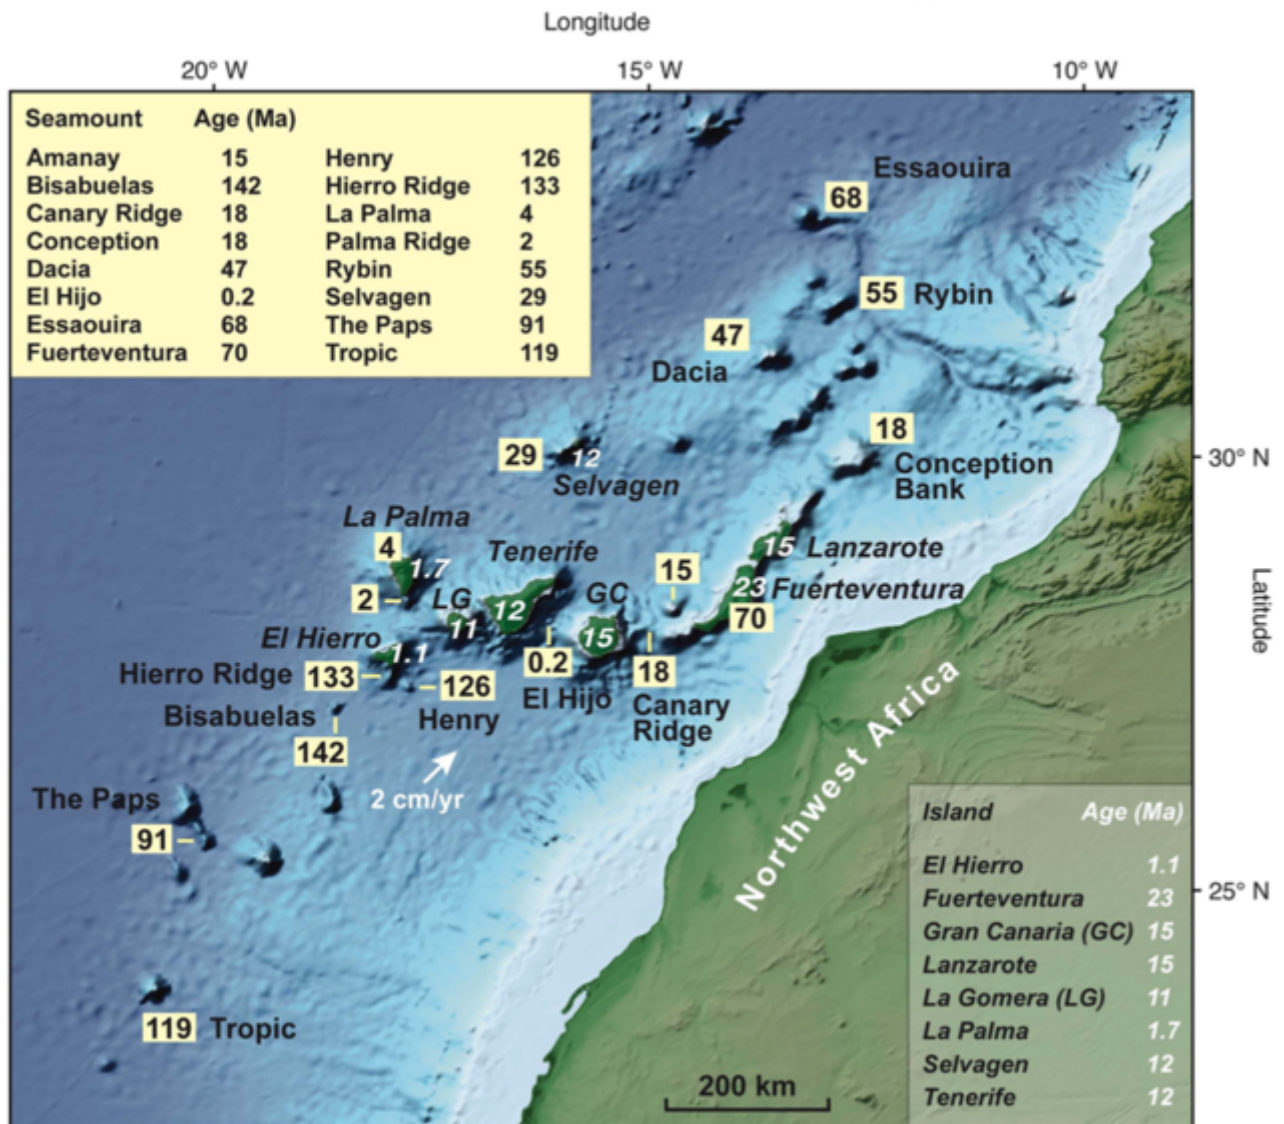 Longitude
20° W
15° W
10° W
Seamount Age (Ma)
Amanay 15 Henry 126
Bisabuelas 142 Hierro Ridge 133
Canary Ridge 18 La Palma 4
Conception 18 Palma Ridge 2
Dacia 47 Rybin 55
El Hijo 0.2 Selvagen 29
Essaouira 68 The Paps 91
Fuerteventura 70 Tropic 119
Essaouira
68
55 Rybin
47
Dacia
18
Conception
Bank
30° N
29
12
Selvagen
La Palma
4
1.7
2
Tenerife
12
LG
11
GC
15
15
15 Lanzarote
23 Fuerteventura
70
El Hierro
1.1
Hierro Ridge 133
126
Henry
0.2
El Hijo
18
Canary
Ridge
Bisabuelas
142
2 cm/yr
The Paps
91
Northwest Africa
25° N
Latitude
119 Tropic
200 km
Island Age (Ma)
El Hierro 1.1
Fuerteventura 23
Gran Canaria (GC) 15
Lanzarote 15
La Gomera (LG) 11
La Palma 1.7
Selvagen 12
Tenerife 12